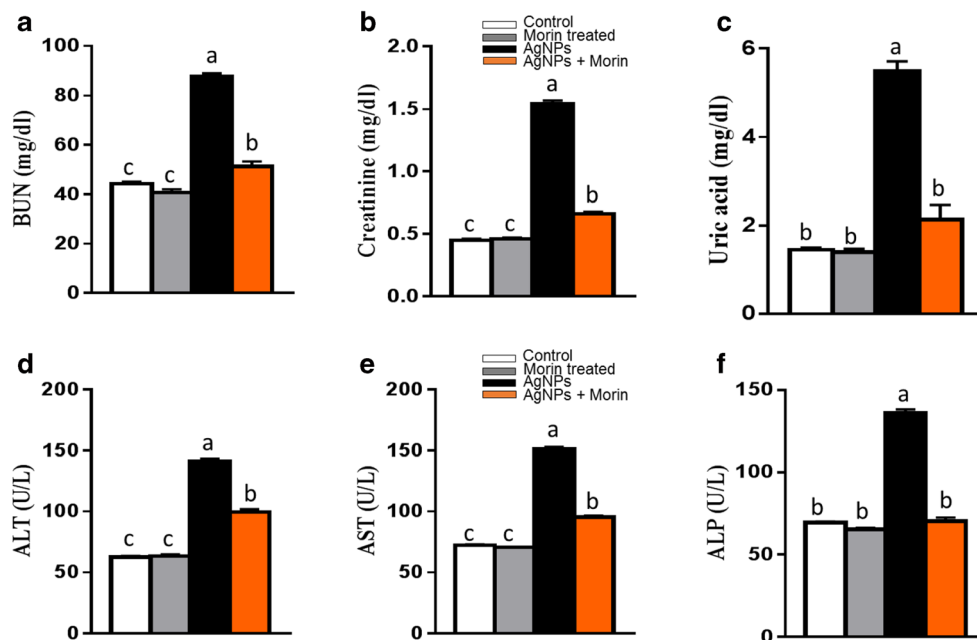 a
BUN (mg/dl)
100
80
60
40
20
0
c
c
a
b
b
Creatinine (mg/dl)
2.0
1.5
1.0
0.5
0.0
Control
Morin treated
AgNPs
AgNPs + Morin
c
c
a
b
c
Uric acid (mg/dl)
6
4
2
0
b
b
a
b
d
ALT (U/L)
200
150
100
50
0
c
c
a
b
e
AST (U/L)
200
150
100
50
0
Control
Morin treated
AgNPs
AgNPs + Morin
c
c
a
b
f
ALP (U/L)
150
100
50
0
b
b
a
b